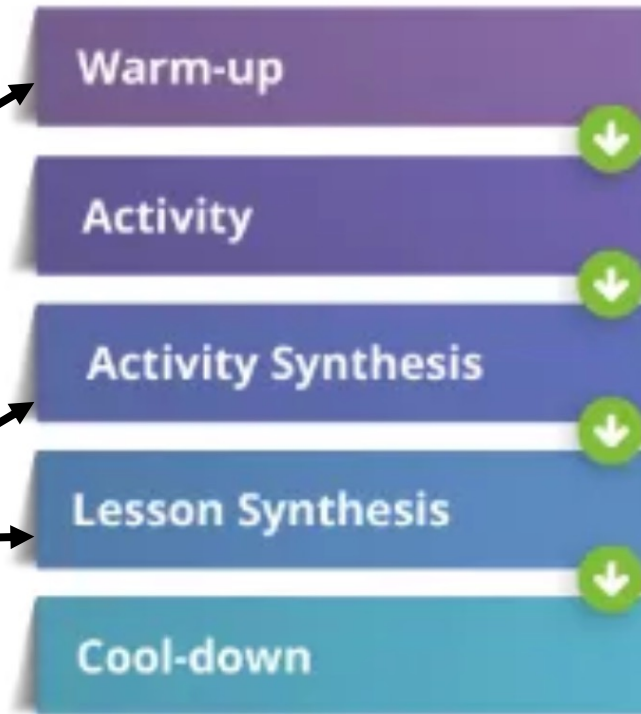 Warm-up
Activity
Activity Synthesis
Lesson Synthesis
Cool-down